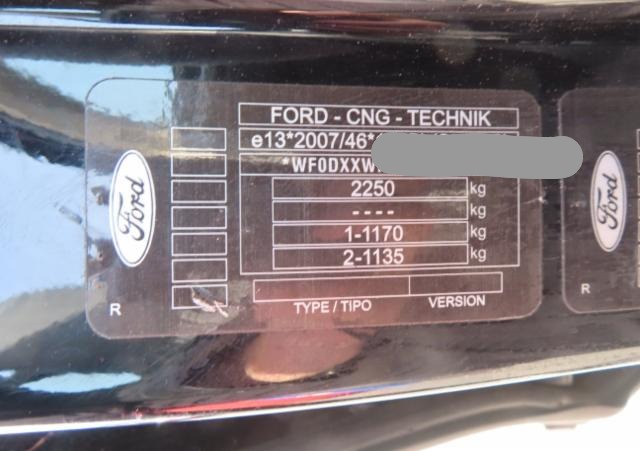 FORD - CNG - TECHNIK
e13*2007/46*
*WF0DXXW
2250 kg
---- kg
1-1170 kg
2-1135 kg
TYPE / TIPO VERSION
Ford
R
Ford
R